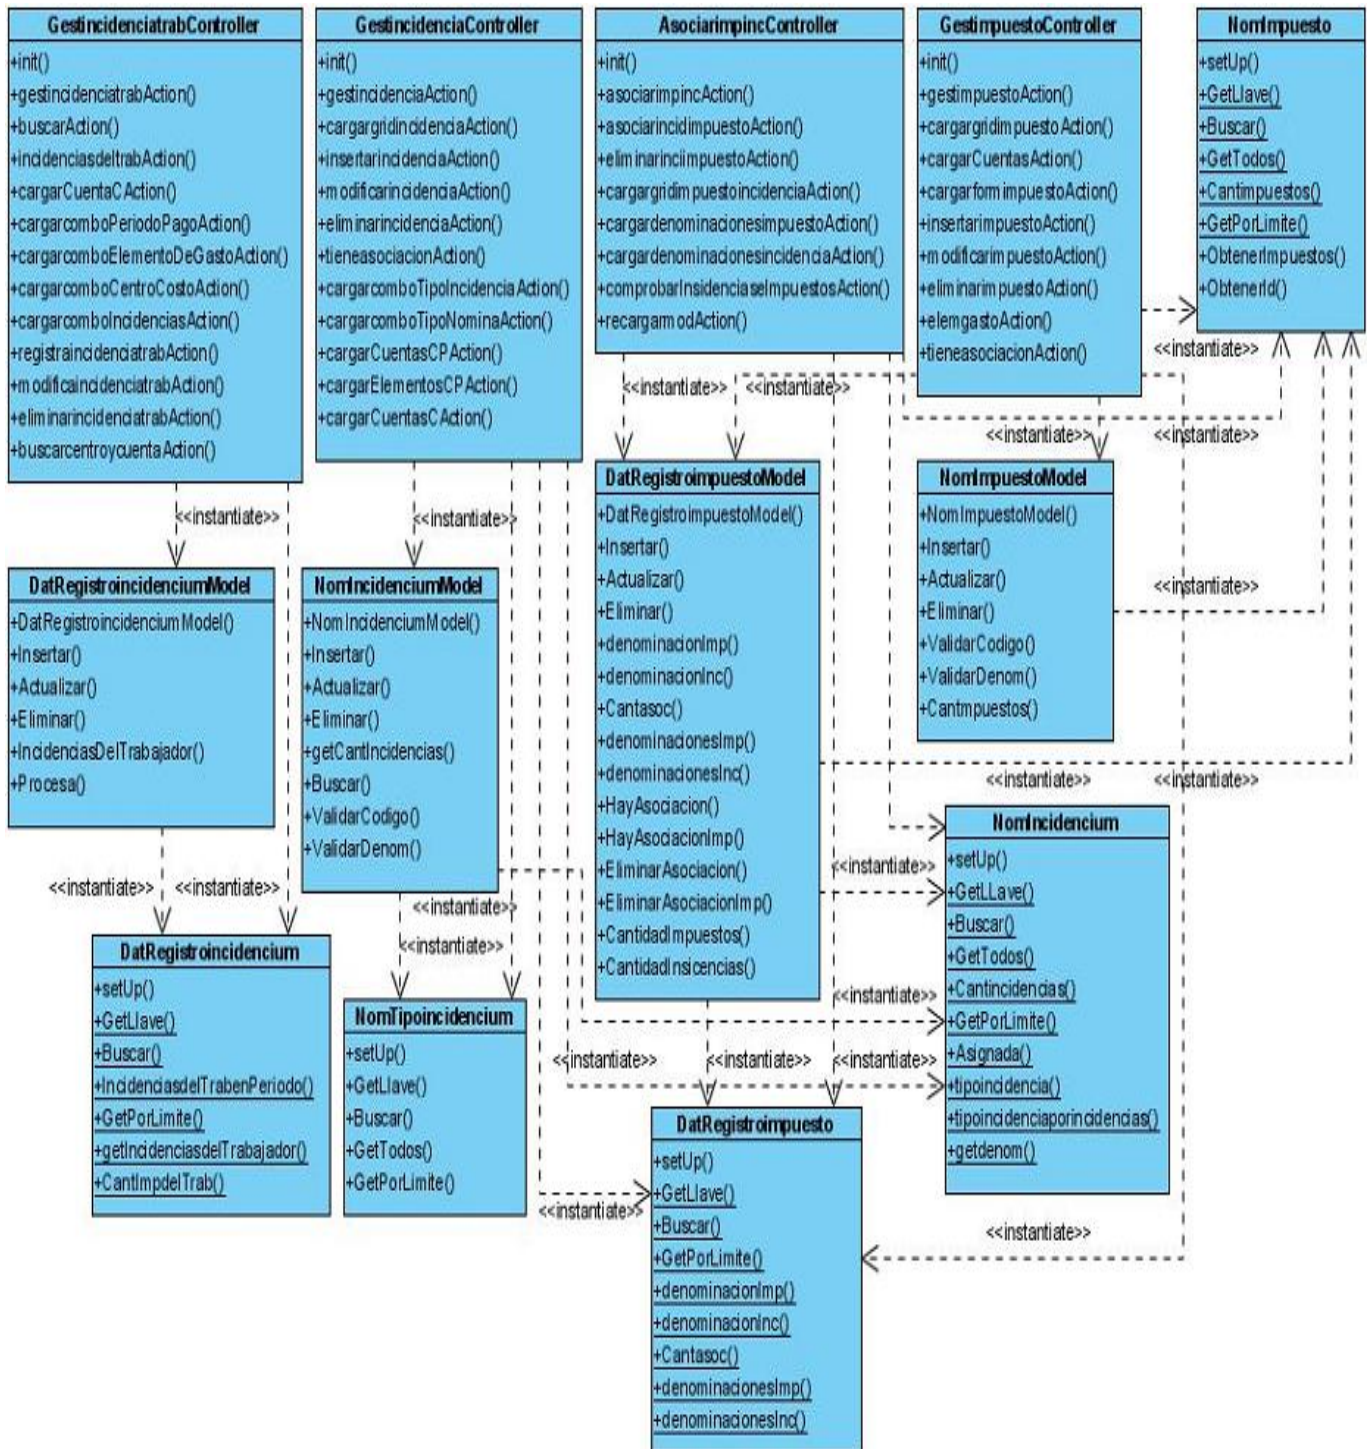 GestincidenciatrabController
+init()
+gestincidenciatrabAction()
+buscarAction()
+incidenciasdeltrabAction()
+cargarCuentaCAction()
+cargarcomboPeriodoPagoAction()
+cargarcomboElementoDeGastoAction()
+cargarcomboCentroCostoAction()
+cargarcomboIncidenciasAction()
+registraincidenciatrabAction()
+modificaincidenciatrabAction()
+eliminarincidenciatrabAction()
+buscarcentroycuentaAction()
GestincidenciaController
+init()
+gestincidenciaAction()
+cargargridincidenciaAction()
+insertarincidenciaAction()
+modificarincidenciaAction()
+eliminarincidenciaAction()
+tieneasociacionAction()
+cargarcomboTipoIncidenciaAction()
+cargarcomboTipoNominaAction()
+cargarCuentasCPAction()
+cargarElementosCPAction()
+cargarCuentasCAction()
AsociarimpincController
+init()
+asociarimpincAction()
+asociarincidimpuestoAction()
+eliminarinciimpuestoAction()
+cargargridimpuestoincidenciaAction()
+cargardenominacionesimpuestoAction()
+cargardenominacionesincidenciaAction()
+comprobarInsidenciaseImpuestosAction()
+recargarmodAction()
GestimpuestoController
+init()
+gestimpuestoAction()
+cargargridimpuestoAction()
+cargarCuentasAction()
+cargarformimpuestoAction()
+insertarimpuestoAction()
+modificarimpuestoAction()
+eliminarimpuestoAction()
+elemgastoAction()
+tieneasociacionAction()
NomImpuesto
+setUp()
+GetLlave()
+Buscar()
+GetTodos()
+Cantimpuestos()
+GetPorLimite()
+ObtenerImpuestos()
+ObtenerId()
<<instantiate>>
<<instantiate>>
<<instantiate>>
<<instantiate>>
<<instantiate>>
<<instantiate>>
<<instantiate>>
DatRegistroincidenciumModel
+DatRegistroincidenciumModel()
+Insertar()
+Actualizar()
+Eliminar()
+IncidenciasDelTrabajador()
+Procesa()
NomIncidenciumModel
+NomIncidenciumModel()
+Insertar()
+Actualizar()
+Eliminar()
+getCantIncidencias()
+Buscar()
+ValidarCodigo()
+ValidarDenom()
DatRegistroimpuestoModel
+DatRegistroimpuestoModel()
+Insertar()
+Actualizar()
+Eliminar()
+denominacionImp()
+denominacionInc()
+Cantasoc()
+denominacionesImp()
+denominacionesInc()
+HayAsociacion()
+HayAsociacionImp()
+EliminarAsociacion()
+EliminarAsociacionImp()
+CantidadImpuestos()
+CantidadInsicencias()
NomImpuestoModel
+NomImpuestoModel()
+Insertar()
+Actualizar()
+Eliminar()
+ValidarCodigo()
+ValidarDenom()
+Cantmpuestos()
<<instantiate>>
<<instantiate>>
<<instantiate>>
<<instantiate>>
<<instantiate>>
<<instantiate>>
<<instantiate>>
<<instantiate>>
DatRegistroincidencium
+setUp()
+GetLlave()
+Buscar()
+IncidenciasdelTrabenPeriodo()
+GetPorLimite()
+getIncidenciasdelTrabajador()
+CantImpdelTrab()
NomTipoincidencium
+setUp()
+GetLlave()
+Buscar()
+GetTodos()
+GetPorLimite()
NomIncidencium
+setUp()
+GetLLave()
+Buscar()
+GetTodos()
+Cantincidencias()
+GetPorLimite()
+Asignada()
+tipoincidencia()
+tipoincidenciaporincidencias()
+getdenom()
<<instantiate>>
<<instantiate>>
<<instantiate>>
<<instantiate>>
<<instantiate>>
<<instantiate>>
DatRegistroimpuesto
+setUp()
+GetLlave()
+Buscar()
+GetPorLimite()
+denominacionImp()
+denominacionInc()
+Cantasoc()
+denominacionesImp()
+denominacionesInc()
<<instantiate>>